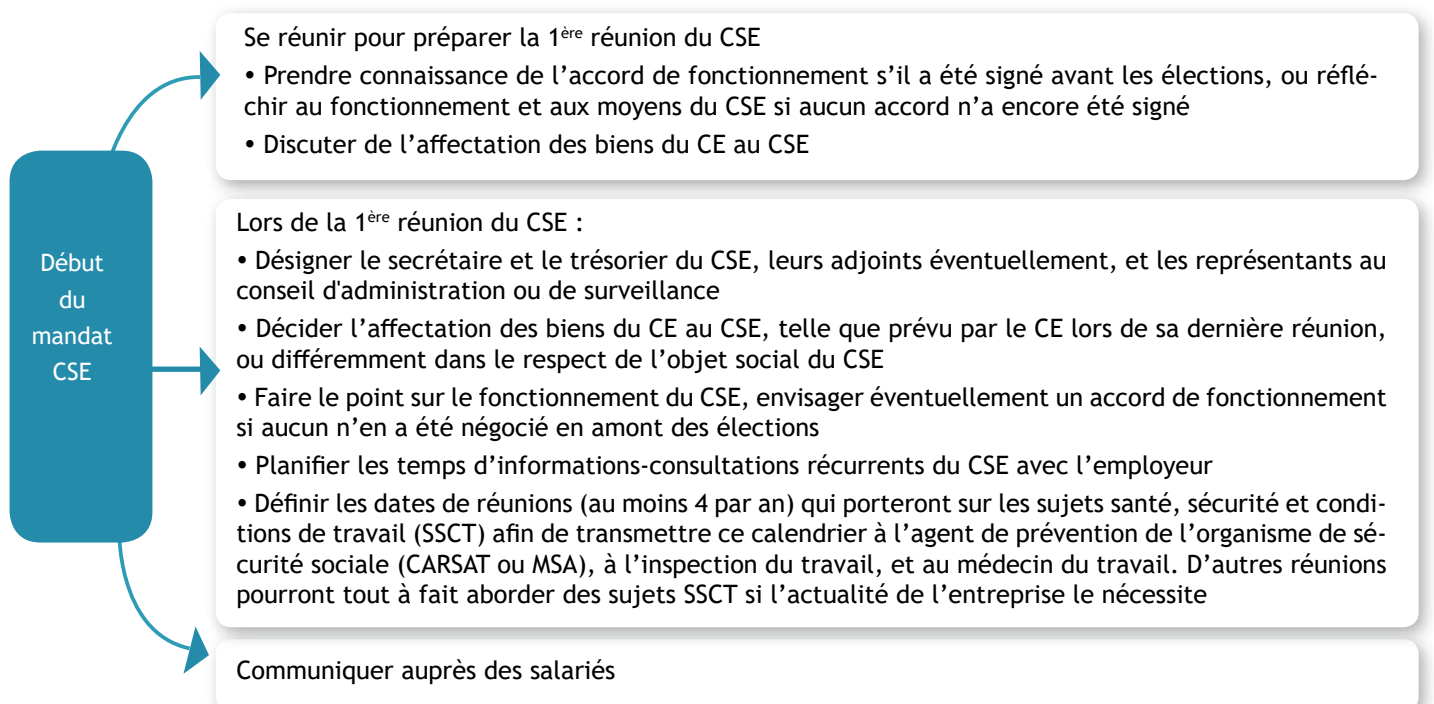 Se réunir pour préparer la 1ère réunion du CSE
• Prendre connaissance de l’accord de fonctionnement s’il a été signé avant les élections, ou réflé-
chir au fonctionnement et aux moyens du CSE si aucun accord n’a encore été signé
• Discuter de l’affectation des biens du CE au CSE
Début
du
mandat
CSE
Lors de la 1ère réunion du CSE :
• Désigner le secrétaire et le trésorier du CSE, leurs adjoints éventuellement, et les représentants au
conseil d'administration ou de surveillance
• Décider l’affectation des biens du CE au CSE, telle que prévu par le CE lors de sa dernière réunion,
ou différemment dans le respect de l’objet social du CSE
• Faire le point sur le fonctionnement du CSE, envisager éventuellement un accord de fonctionnement
si aucun n’en a été négocié en amont des élections
• Planifier les temps d’informations-consultations récurrents du CSE avec l’employeur
• Définir les dates de réunions (au moins 4 par an) qui porteront sur les sujets santé, sécurité et condi-
tions de travail (SSCT) afin de transmettre ce calendrier à l’agent de prévention de l’organisme de sé-
curité sociale (CARSAT ou MSA), à l’inspection du travail, et au médecin du travail. D’autres réunions
pourront tout à fait aborder des sujets SSCT si l’actualité de l’entreprise le nécessite
Communiquer auprès des salariés